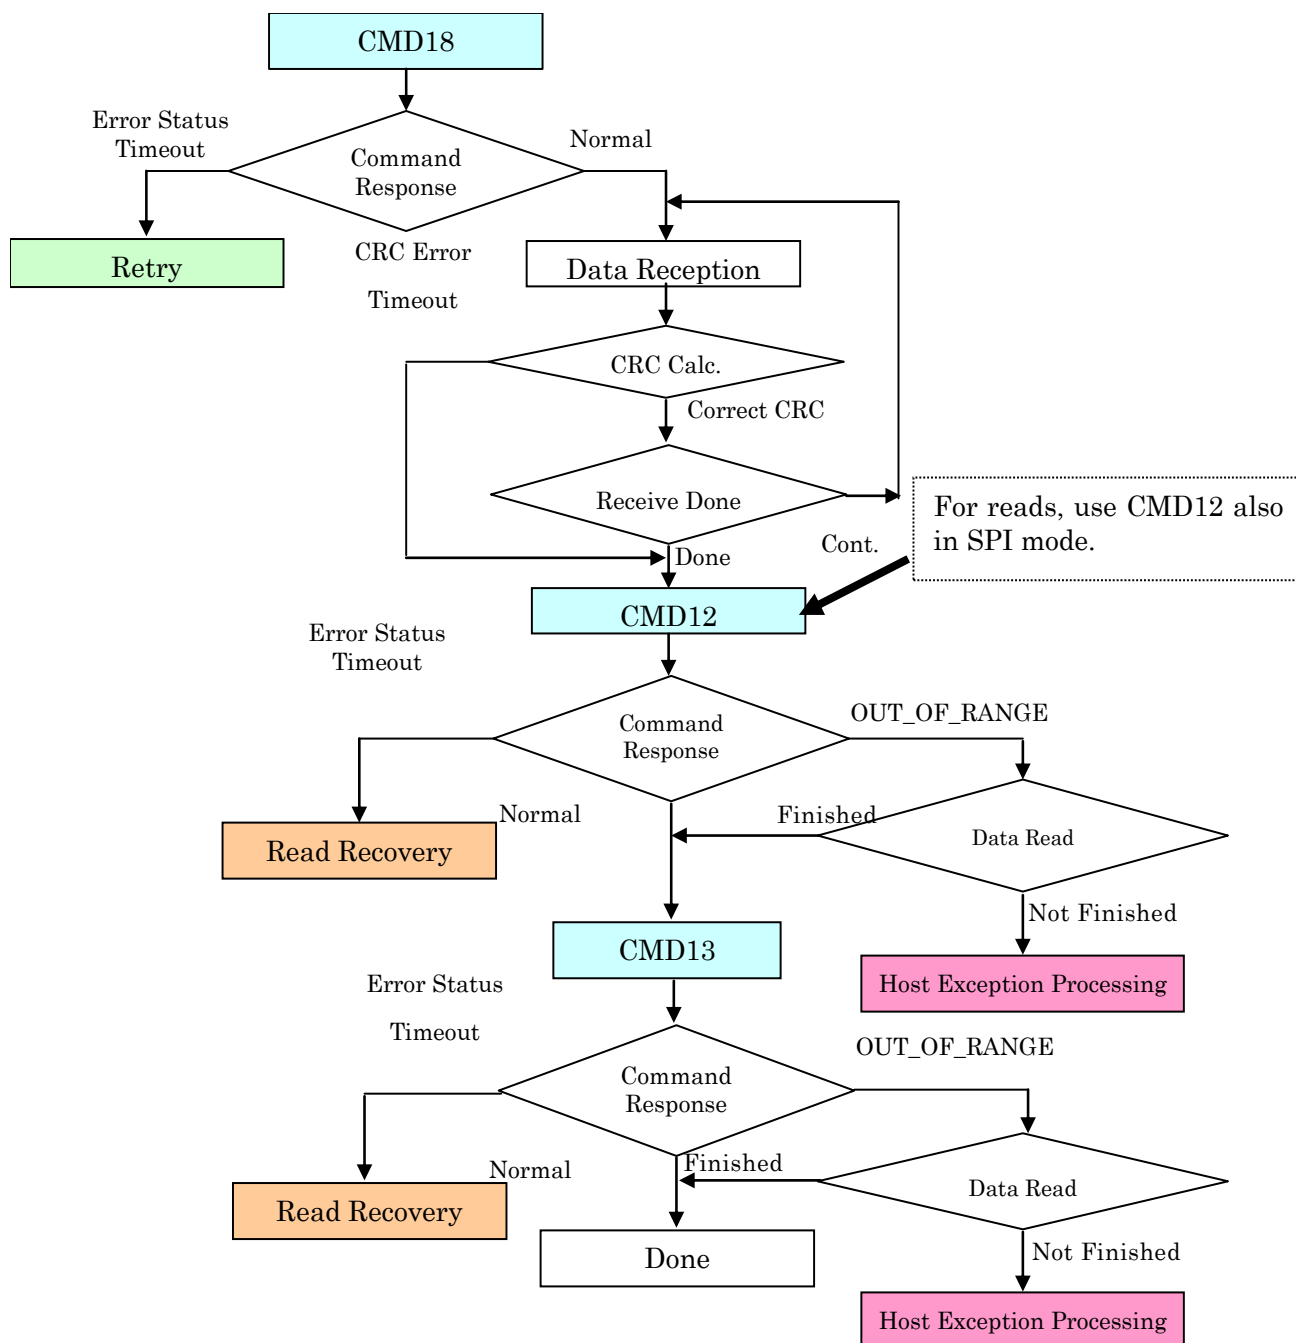 CMD18
Error Status
Timeout
Normal
Command
Response
Retry
CRC Error
Timeout
Data Reception
CRC Calc.
Correct CRC
Receive Done
For reads, use CMD12 also
in SPI mode.
Cont.
Done
CMD12
Error Status
Timeout
Command
Response
OUT_OF_RANGE
Normal
Finished
Read Recovery
Data Read
Not Finished
CMD13
Host Exception Processing
Error Status
Timeout
Command
Response
OUT_OF_RANGE
Normal
Finished
Read Recovery
Data Read
Done
Not Finished
Host Exception Processing